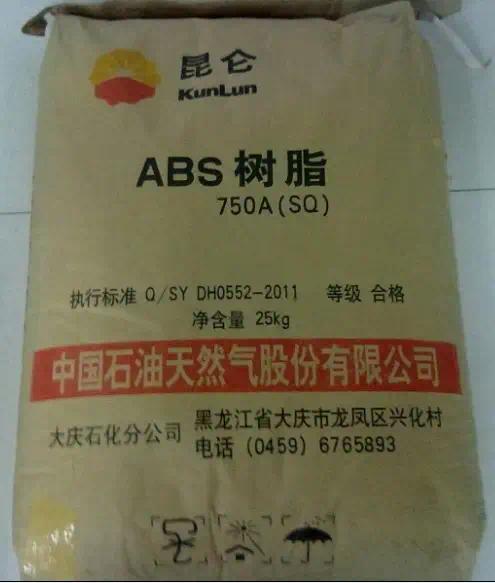 昆仑
KunLun
ABS 树脂
750A(SQ)
执行标准 Q/SY DH0552-2011 等级 合格
净含量 25kg
中国石油天然气股份有限公司
大庆石化分公司
黑龙江省大庆市龙凤区兴化村
电话 (0459) 6765893